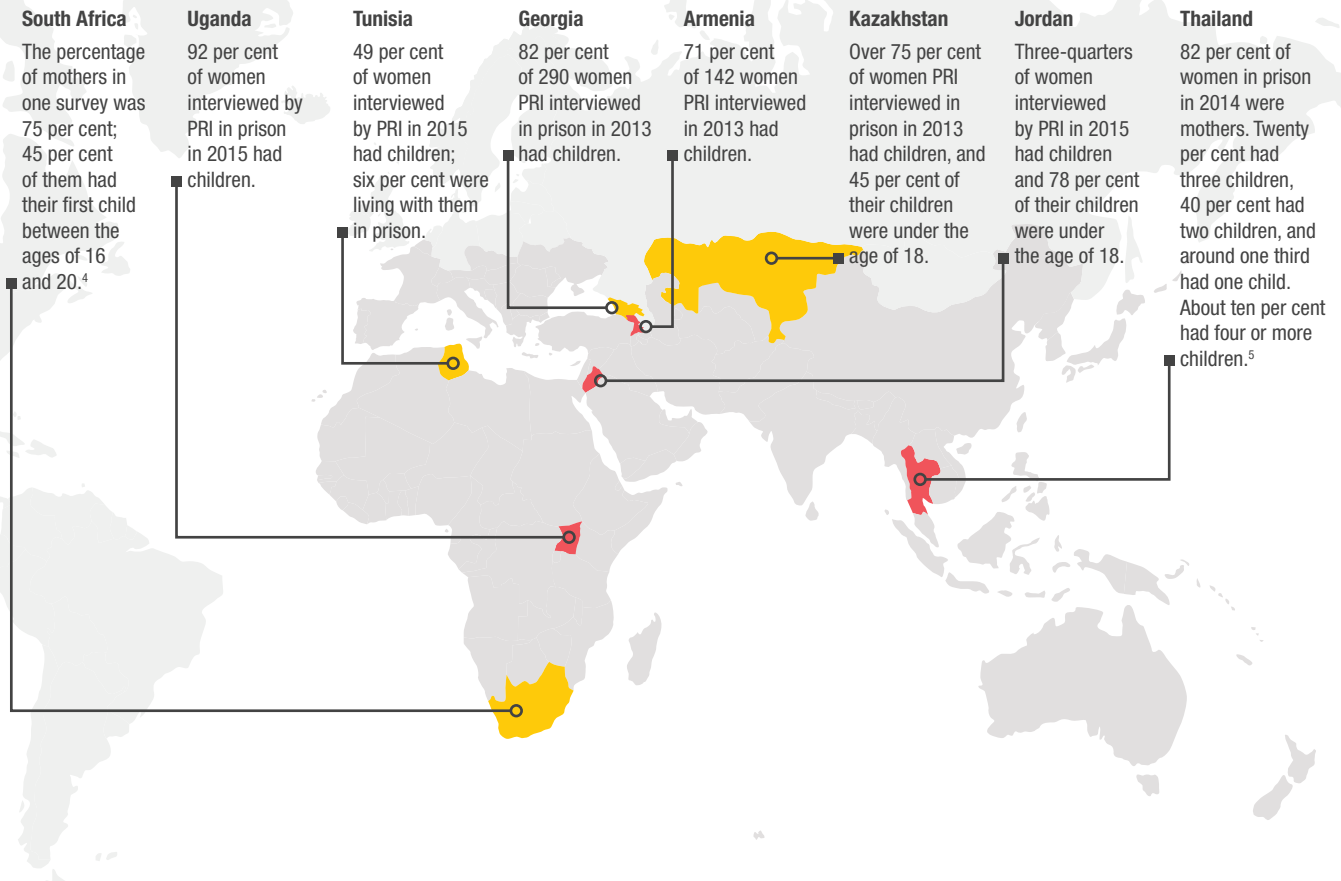 South Africa
The percentage
of mothers in
one survey was
75 per cent;
45 per cent
of them had
their first child
between the
ages of 16
and 20.⁴
Uganda
92 per cent
of women
interviewed by
PRI in prison
in 2015 had
children.
Tunisia
49 per cent
of women
interviewed
by PRI in 2015
had children;
six per cent were
living with them
in prison.
Georgia
82 per cent
of 290 women
PRI interviewed
in prison in 2013
had children.
Armenia
71 per cent
of 142 women
PRI interviewed
in 2013 had
children.
Kazakhstan
Over 75 per cent
of women PRI
interviewed in
prison in 2013
had children, and
45 per cent of
their children
were under the
age of 18.
Jordan
Three-quarters
of women
interviewed
by PRI in 2015
had children
and 78 per cent
of their children
were under
the age of 18.
Thailand
82 per cent of
women in prison
in 2014 were
mothers. Twenty
per cent had
three children,
40 per cent had
two children, and
around one third
had one child.
About ten per cent
had four or more
children.⁵